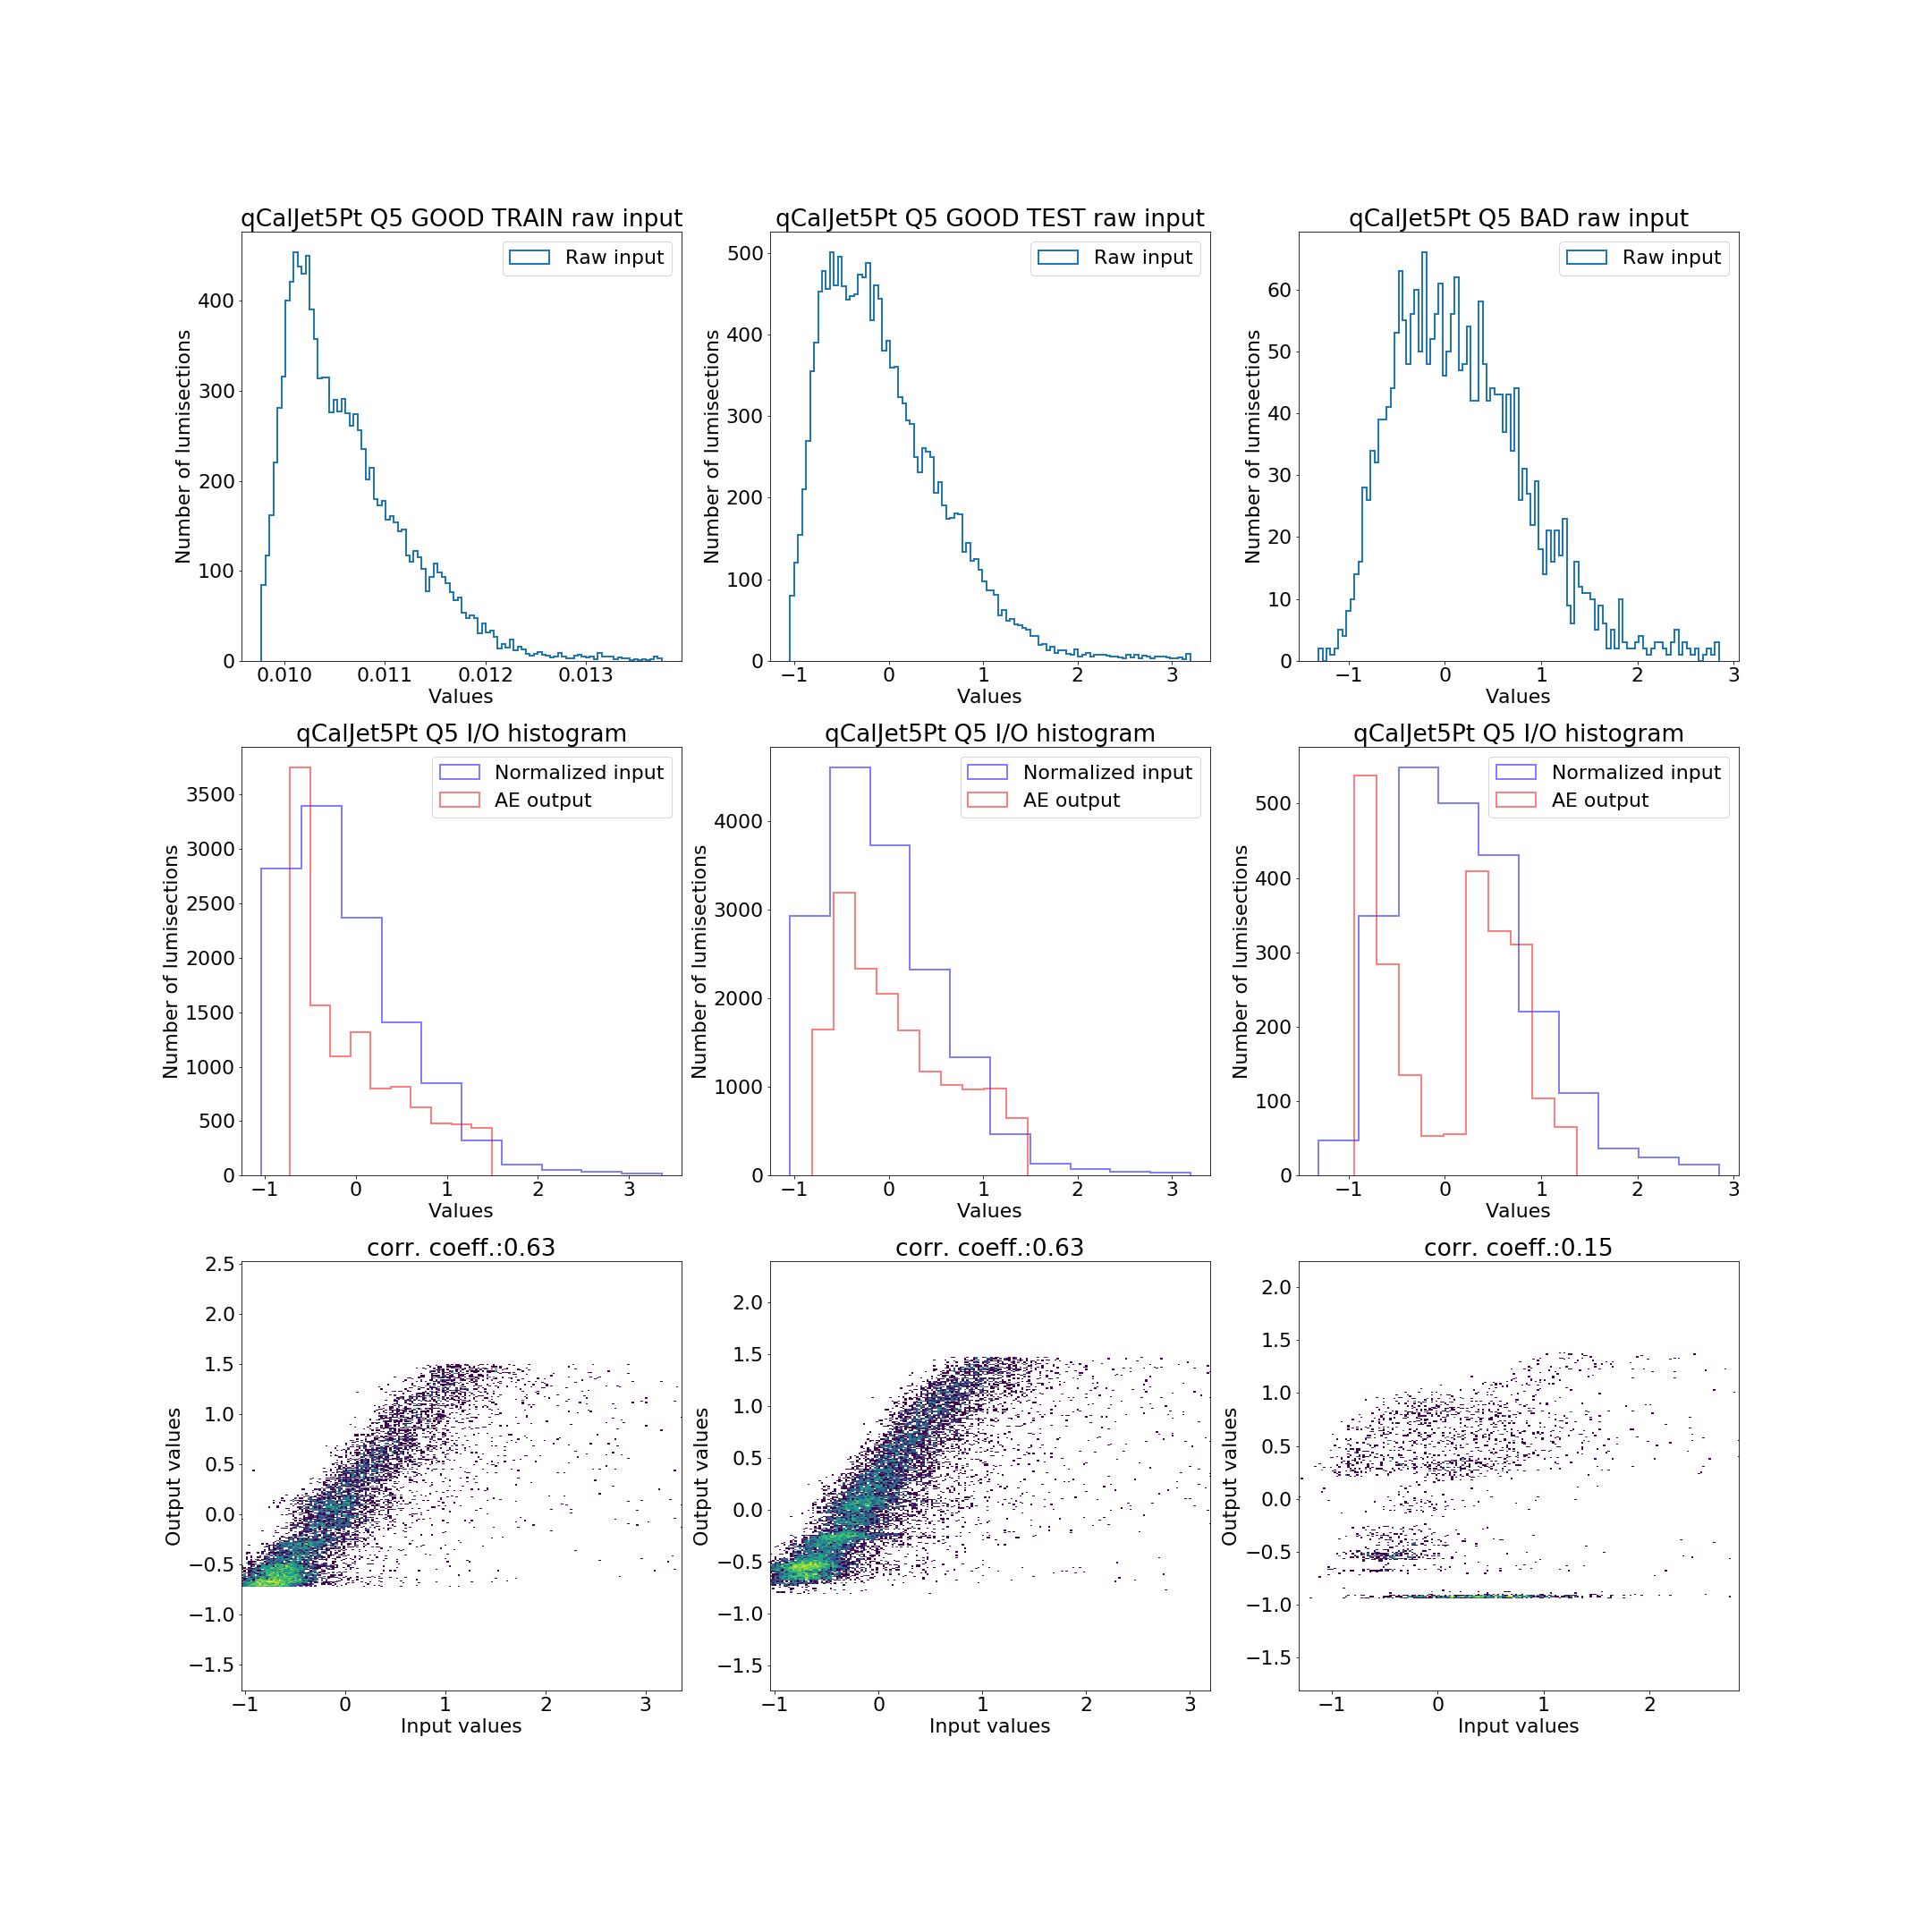 qCalJet5Pt Q5 GOOD TRAIN raw input
Raw input
Number of lumisections
400
300
200
100
0
0.010 0.011 0.012 0.013
Values
qCalJet5Pt Q5 GOOD TEST raw input
Raw input
Number of lumisections
500
400
300
200
100
0
−1 0 1 2 3
Values
qCalJet5Pt Q5 BAD raw input
Raw input
Number of lumisections
60
50
40
30
20
10
0
−1 0 1 2 3
Values
qCalJet5Pt Q5 I/O histogram
Normalized input
AE output
Number of lumisections
3500
3000
2500
2000
1500
1000
500
0
−1 0 1 2 3
Values
qCalJet5Pt Q5 I/O histogram
Normalized input
AE output
Number of lumisections
4000
3000
2000
1000
0
−1 0 1 2 3
Values
qCalJet5Pt Q5 I/O histogram
Normalized input
AE output
Number of lumisections
500
400
300
200
100
0
−1 0 1 2 3
Values
corr. coeff.:0.63
Output values
2.5
2.0
1.5
1.0
0.5
0.0
−0.5
−1.0
−1.5
−1 0 1 2 3
Input values
corr. coeff.:0.63
Output values
2.0
1.5
1.0
0.5
0.0
−0.5
−1.0
−1.5
−1 0 1 2 3
Input values
corr. coeff.:0.15
Output values
2.0
1.5
1.0
0.5
0.0
−0.5
−1.0
−1.5
−1 0 1 2
Input values